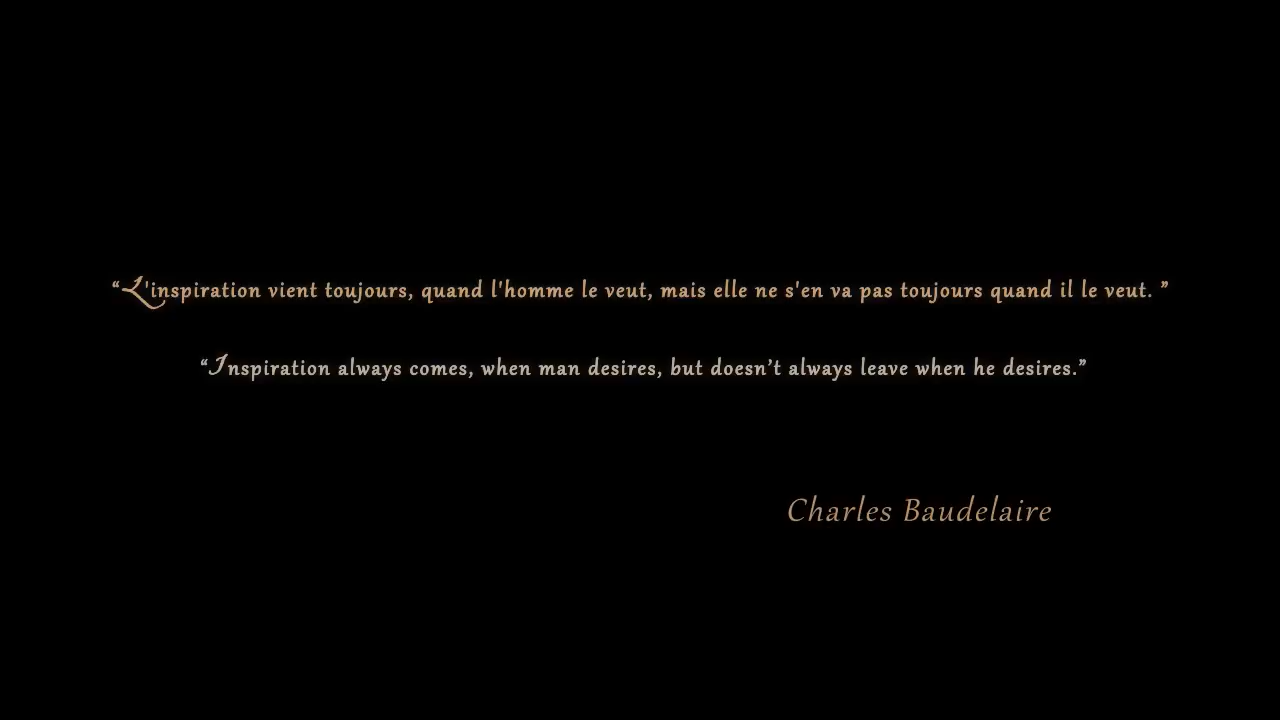 “L'inspiration vient toujours, quand l'homme le veut, mais elle ne s'en va pas toujours quand il le veut. ”
“Inspiration always comes, when man desires, but doesn’t always leave when he desires.”
Charles Baudelaire